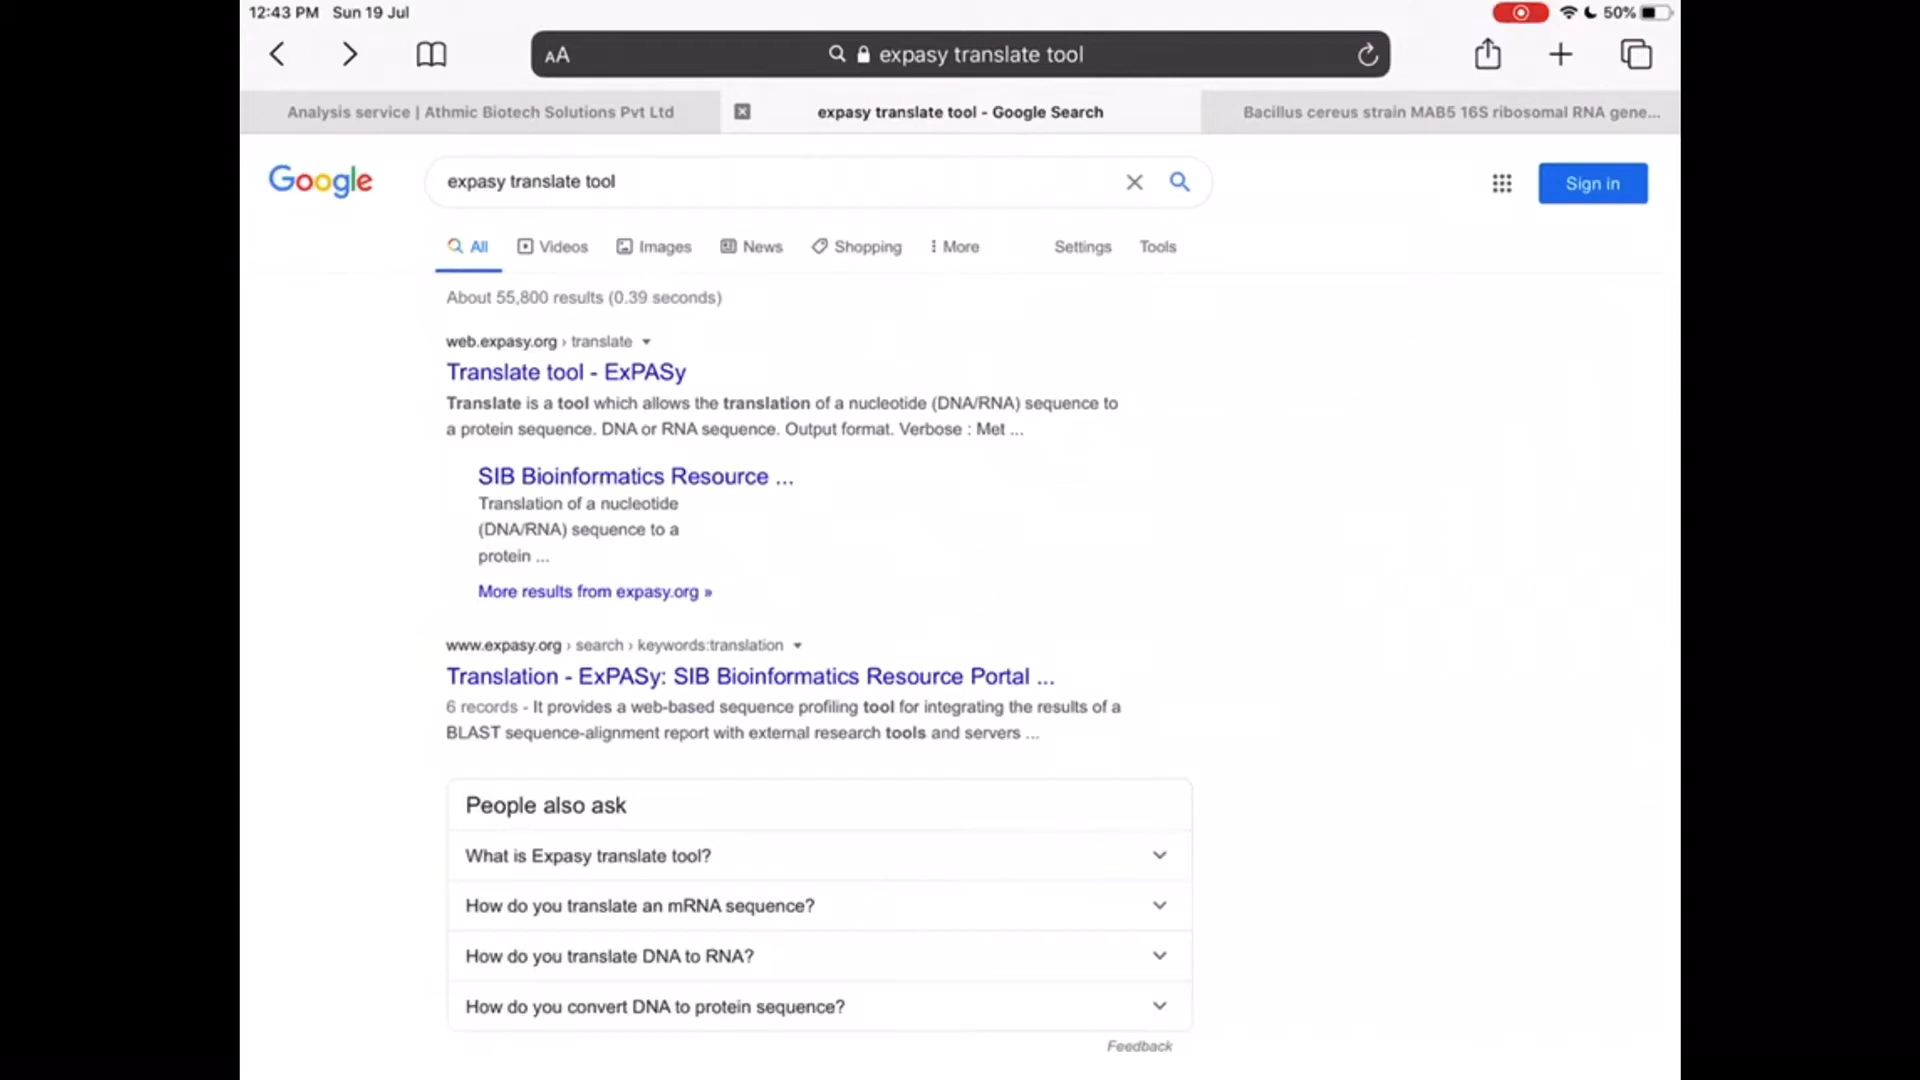 12:43 PM Sun 19 Jul
50%
AA expasy translate tool
Analysis service | Athmic Biotech Solutions Pvt Ltd
expasy translate tool - Google Search
Bacillus cereus strain MAB5 16S ribosomal RNA gene...
Google
expasy translate tool
Sign in
All Videos Images News Shopping More Settings Tools
About 55,800 results (0.39 seconds)
web.expasy.org › translate
Translate tool - ExPASy
Translate is a tool which allows the translation of a nucleotide (DNA/RNA) sequence to
a protein sequence. DNA or RNA sequence. Output format. Verbose : Met ...
SIB Bioinformatics Resource ...
Translation of a nucleotide
(DNA/RNA) sequence to a
protein ...
More results from expasy.org »
www.expasy.org › search › keywords:translation
Translation - ExPASy: SIB Bioinformatics Resource Portal ...
6 records - It provides a web-based sequence profiling tool for integrating the results of a
BLAST sequence-alignment report with external research tools and servers ...
People also ask
What is Expasy translate tool?
How do you translate an mRNA sequence?
How do you translate DNA to RNA?
How do you convert DNA to protein sequence?
Feedback